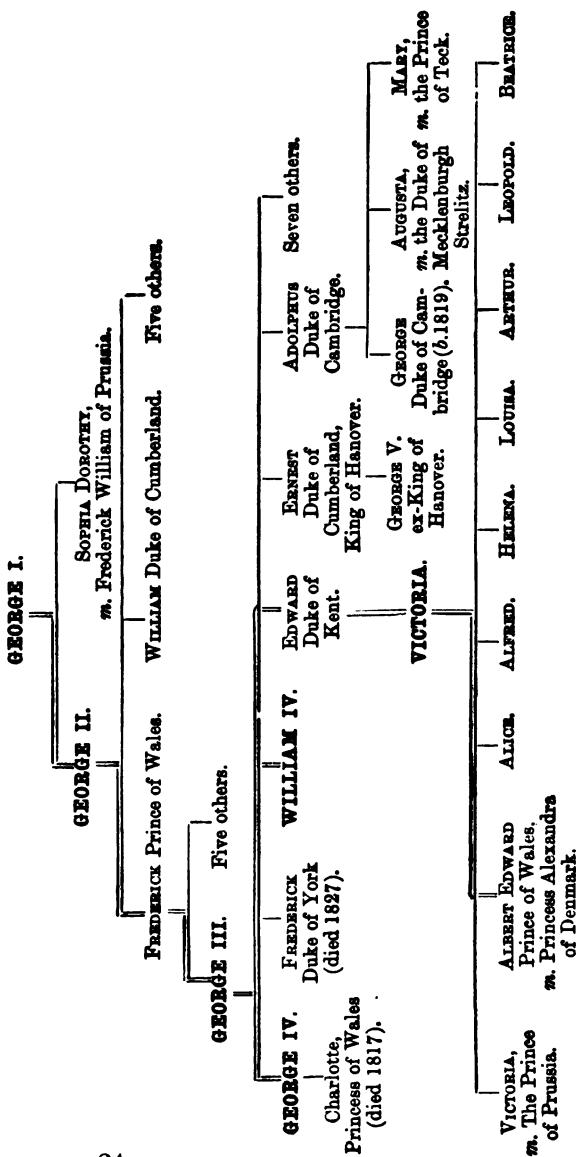 GEORGE I.
GEORGE II.
SOPHIA DOROTHY,
m. Frederick William of Prussia.
FREDERICK Prince of Wales.
WILLIAM Duke of Cumberland.
Five others.
GEORGE III.
Five others.
GEORGE IV.
Charlotte,
Princess of Wales
(died 1817).
FREDERICK
Duke of York
(died 1827)
WILLIAM IV.
EDWARD
Duke of
Kent.
ERNEST
Duke of
Cumberland,
King of Hanover.
ADOLPHUS
Duke of
Cambridge.
Seven others.
VICTORIA.
GEORGE V.
ex-King of
Hanover.
GEORGE
Duke of Cam-
bridge (b. 1819).
AUGUSTA,
m. the Duke of
Mecklenburgh
Strelitz.
MARY,
m. the Prince
of Teck.
VICTORIA,
m. The Prince
of Prussia.
ALBERT EDWARD
Prince of Wales,
m. Princess Alexandra
of Denmark.
ALICE.
ALFRED.
HELENA.
LOUISA.
ARTHUR.
LEOPOLD.
BEATRICE.